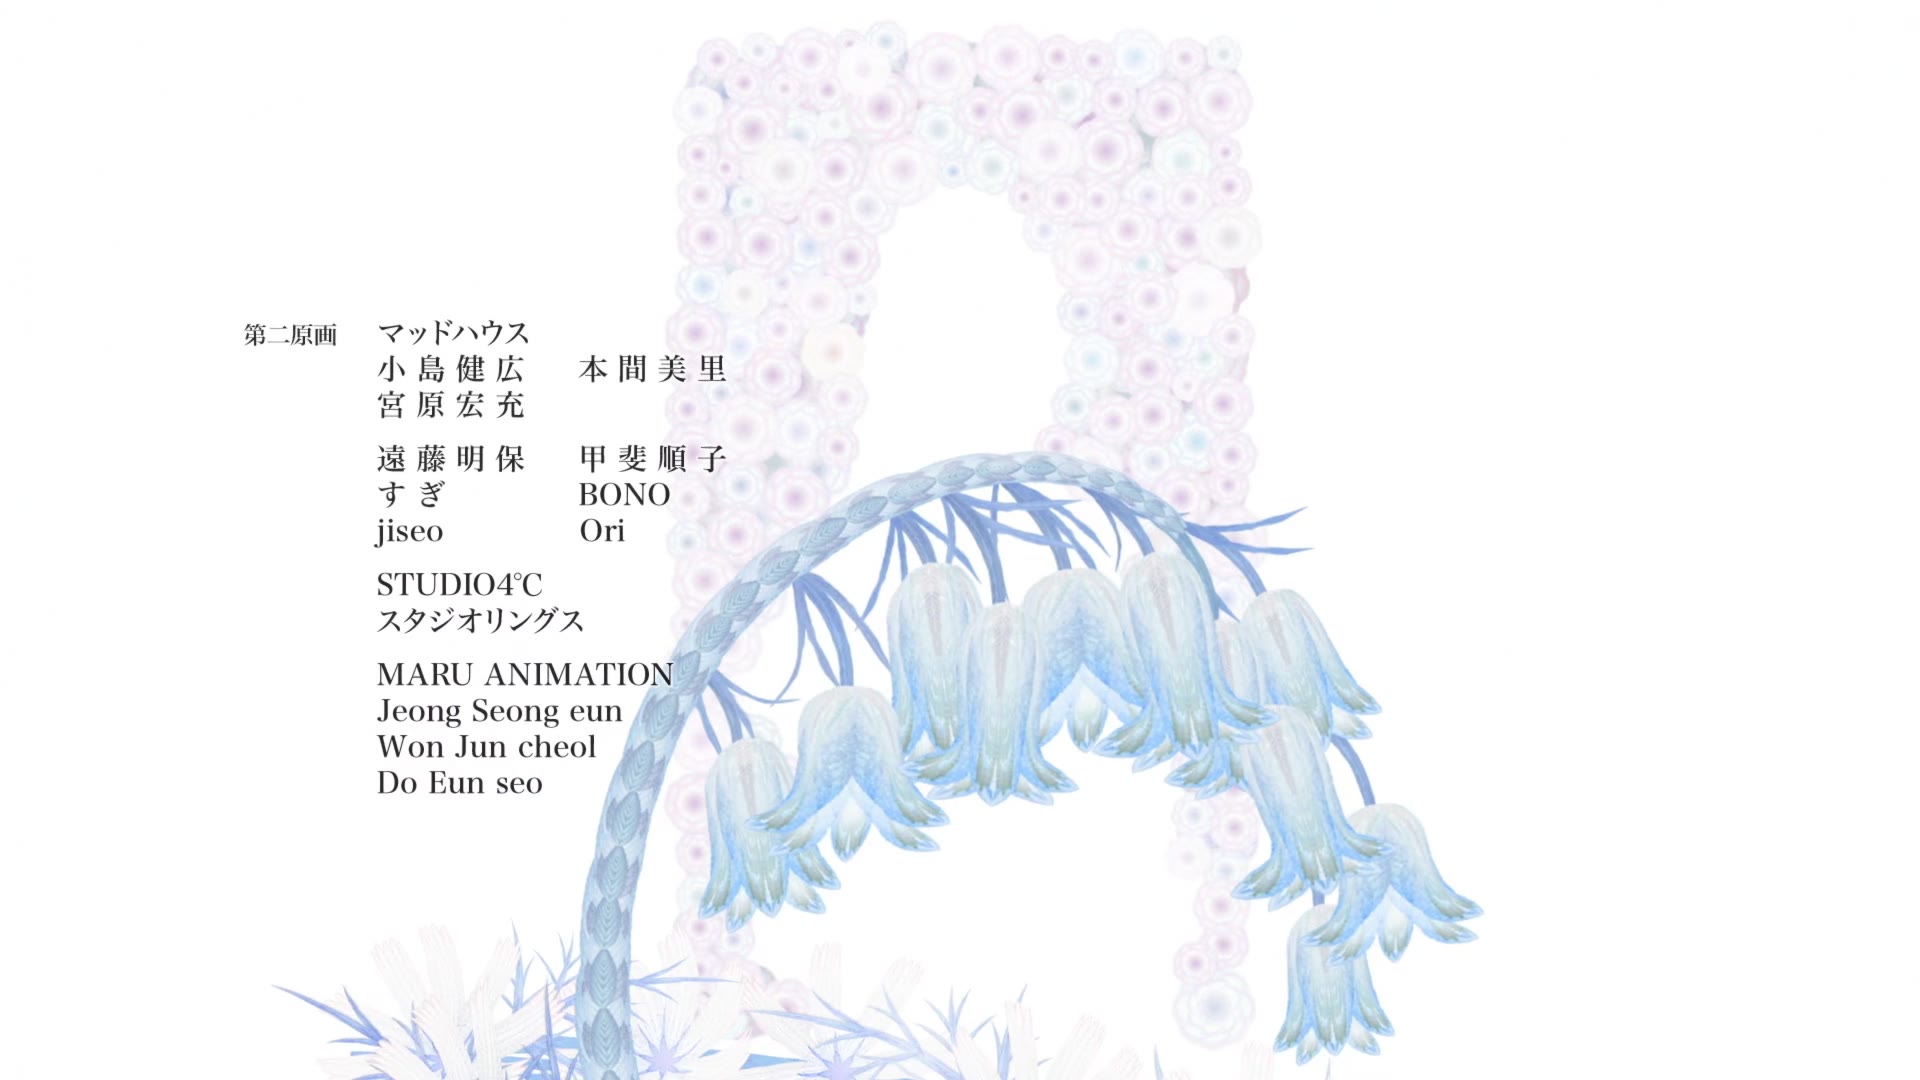 第二原画 マッドハウス
小島健広 本間美里
宮原宏充
遠藤明保 甲斐順子
すぎ BONO
jiseo Ori
STUDIO4℃
スタジオリングス
MARU ANIMATION
Jeong Seong eun
Won Jun cheol
Do Eun seo